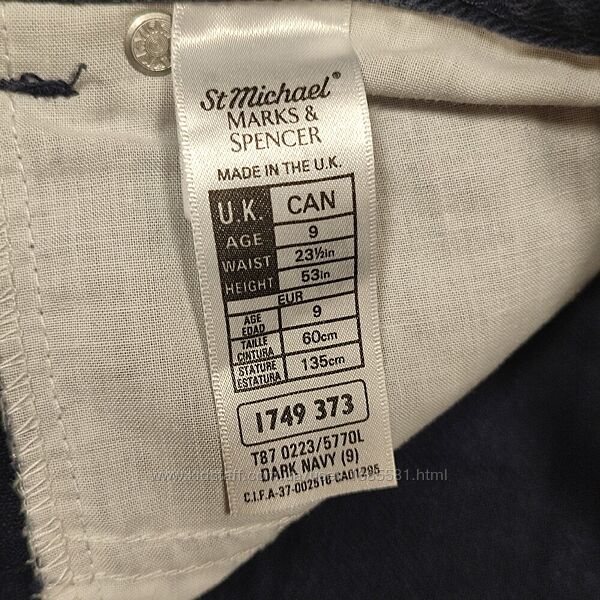 St Michael®
MARKS &
SPENCER
MADE IN THE U.K.
U.K. CAN
AGE 9
WAIST 23½in
HEIGHT 53in
EUR
AGE EDAD 9
TAILLE CINTURA 60cm
STATURE ESTATURA 135cm
1749 373
T87 0223/5770L
DARK NAVY (9)
C.I.F.A-37-002516 CA01295